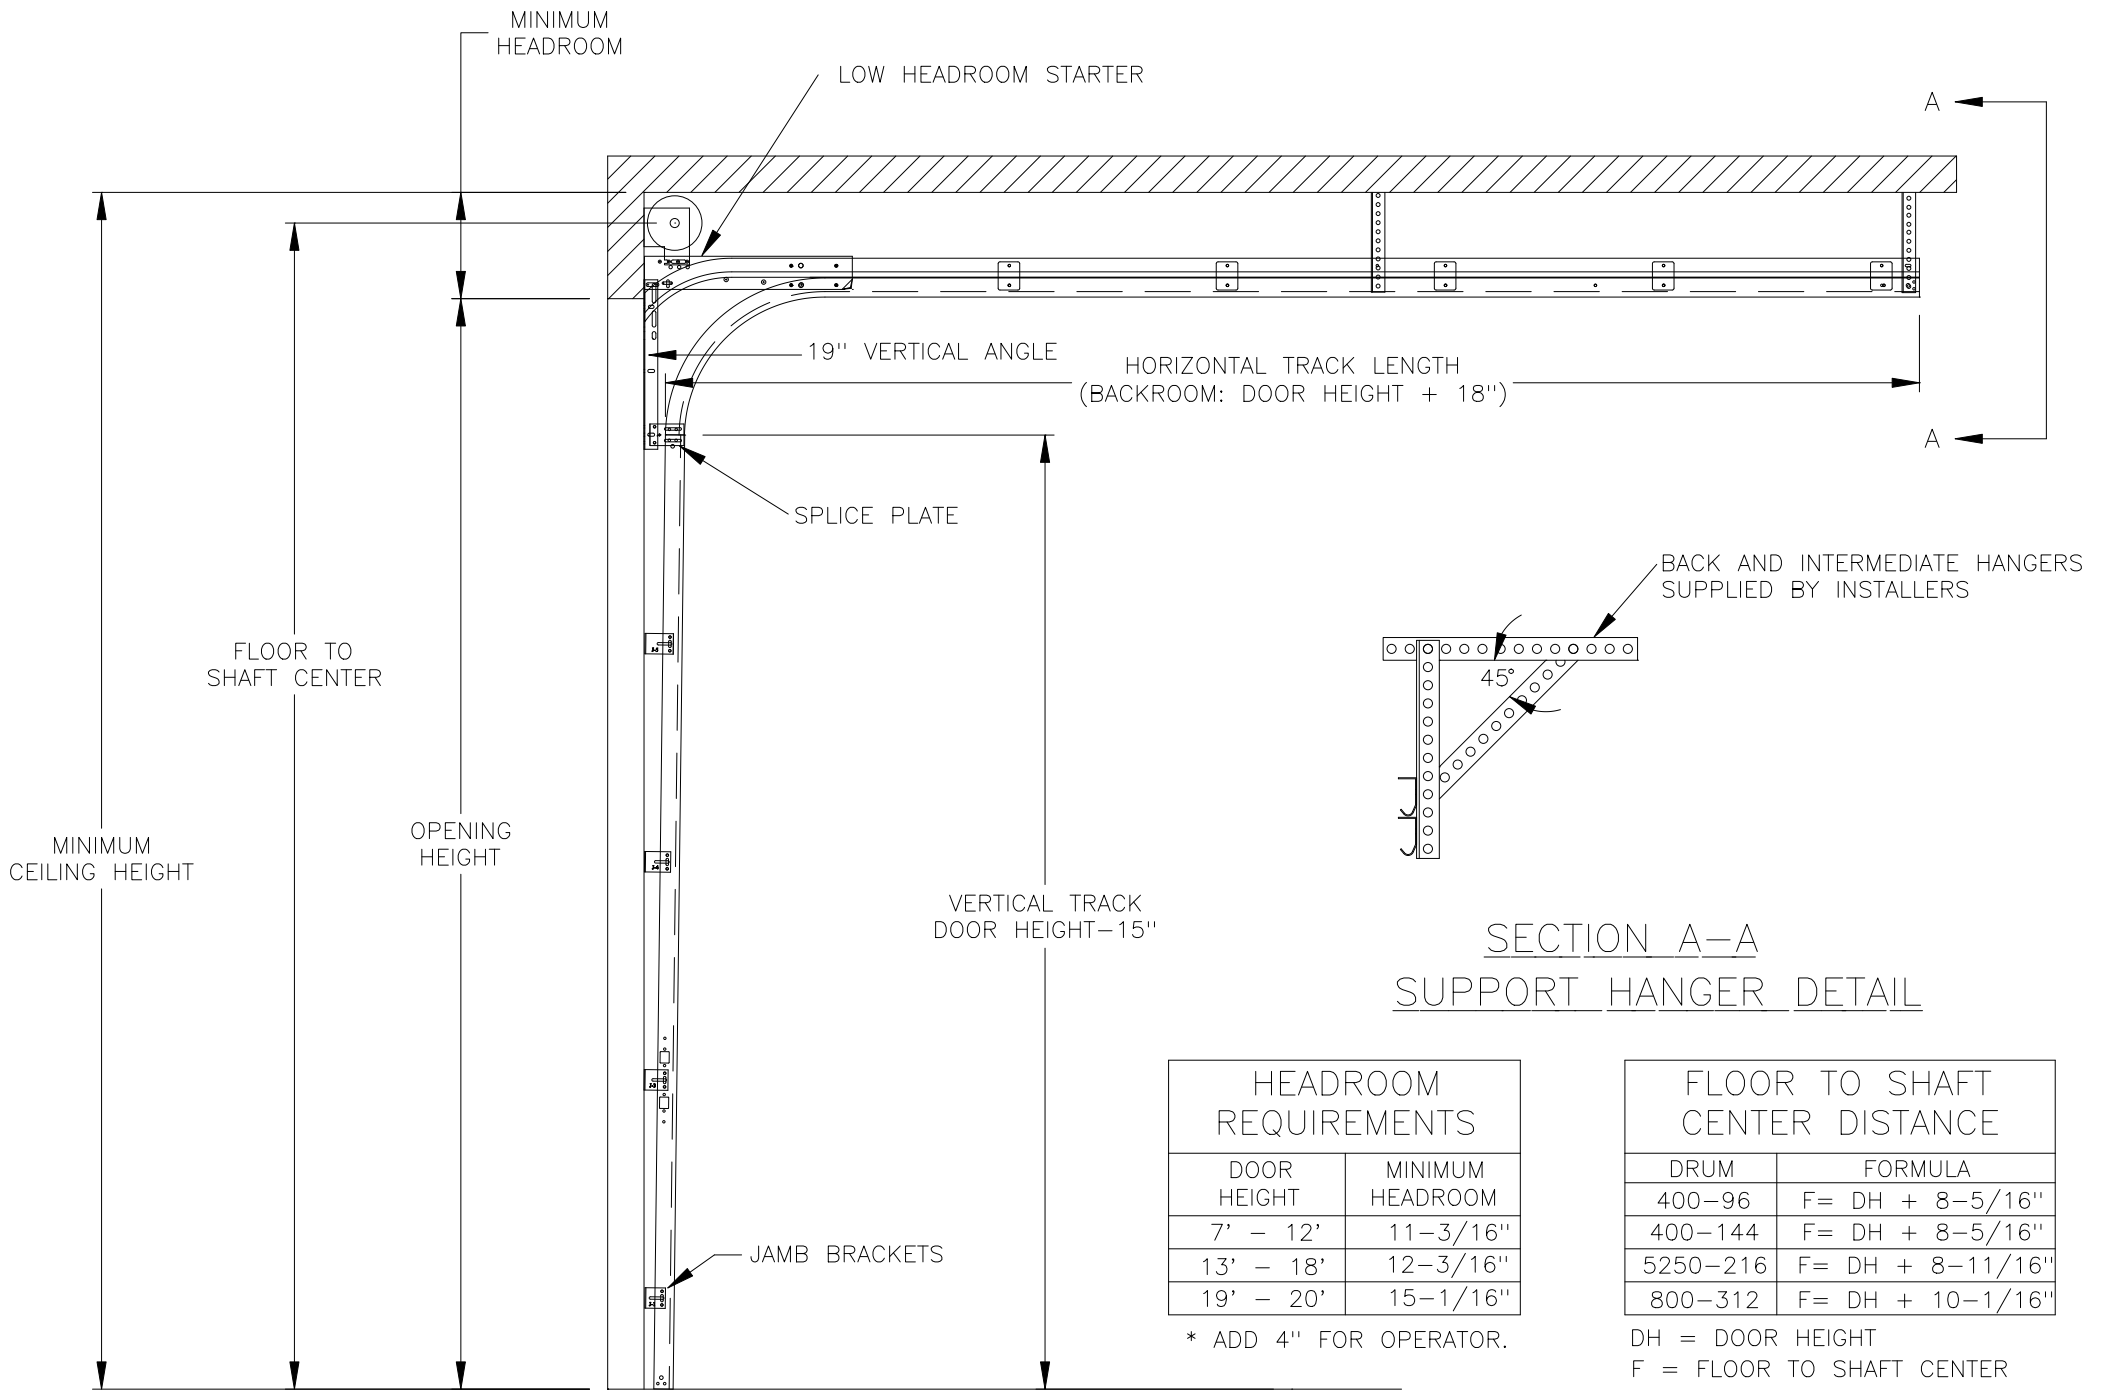 MINIMUM
HEADROOM
LOW HEADROOM STARTER
A
19" VERTICAL ANGLE
HORIZONTAL TRACK LENGTH
(BACKROOM: DOOR HEIGHT + 18")
A
SPLICE PLATE
BACK AND INTERMEDIATE HANGERS
SUPPLIED BY INSTALLERS
45°
FLOOR TO
SHAFT CENTER
OPENING
HEIGHT
MINIMUM
CEILING HEIGHT
VERTICAL TRACK
DOOR HEIGHT-15"
SECTION A-A
SUPPORT HANGER DETAIL
JAMB BRACKETS
HEADROOM
REQUIREMENTS
DOOR
HEIGHT
MINIMUM
HEADROOM
7' - 12' 11-3/16"
13' - 18' 12-3/16"
19' - 20' 15-1/16"
* ADD 4" FOR OPERATOR.
FLOOR TO SHAFT
CENTER DISTANCE
DRUM FORMULA
400-96 F= DH + 8-5/16"
400-144 F= DH + 8-5/16"
5250-216 F= DH + 8-11/16"
800-312 F= DH + 10-1/16"
DH = DOOR HEIGHT
F = FLOOR TO SHAFT CENTER